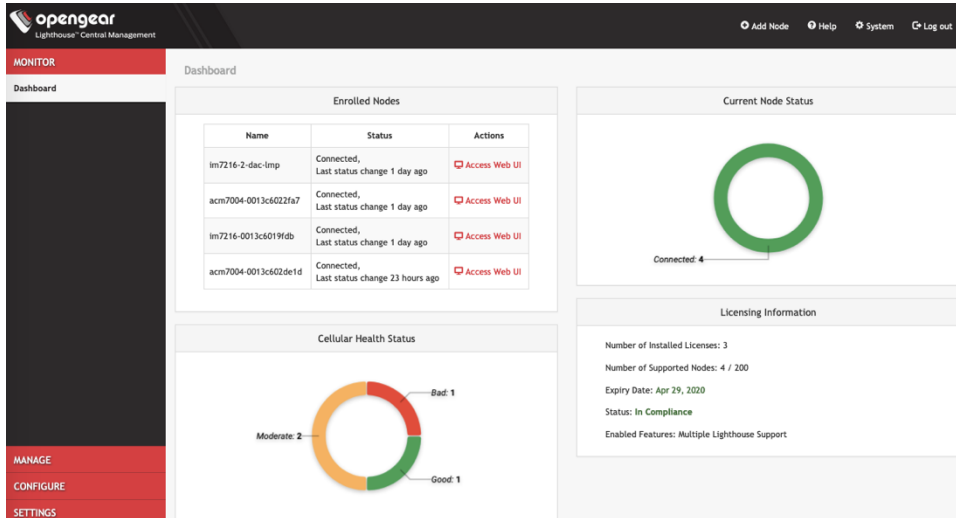 opengear
Lighthouse™ Central Management
Add Node
Help
System
Log out
MONITOR
Dashboard
MANAGE
CONFIGURE
SETTINGS
Dashboard
Enrolled Nodes
Name Status Actions
im7216-2-dac-lmp Connected, Access Web UI
Last status change 1 day ago
acm7004-0013c6022fa7 Connected, Access Web UI
Last status change 1 day ago
im7216-0013c6019fdb Connected, Access Web UI
Last status change 1 day ago
acm7004-0013c602de1d Connected, Access Web UI
Last status change 23 hours ago
Current Node Status
Connected: 4
Cellular Health Status
Bad: 1
Moderate: 2
Good: 1
Licensing Information
Number of Installed Licenses: 3
Number of Supported Nodes: 4 / 200
Expiry Date: Apr 29, 2020
Status: In Compliance
Enabled Features: Multiple Lighthouse Support